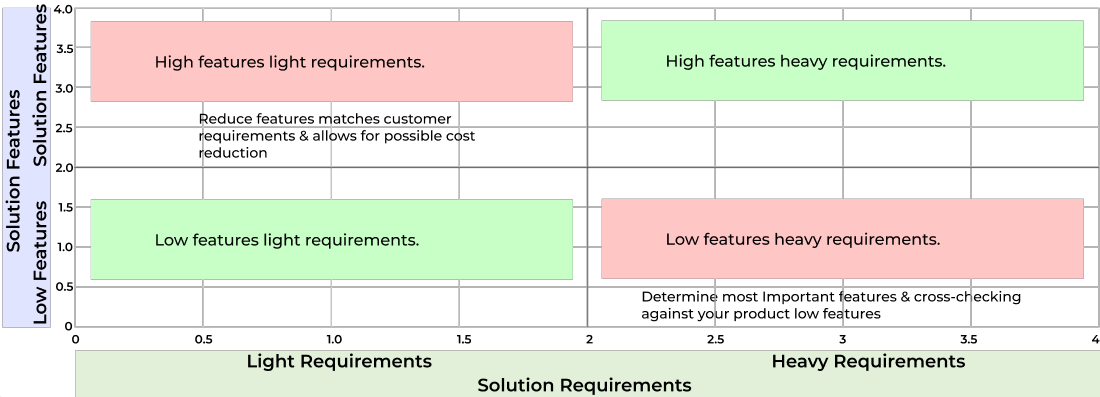 Solution Features
Solution Features
Low Features
4.0
3.5
3.0
2.5
2.0
1.5
1.0
0.5
0
High features light requirements.
High features heavy requirements.
Reduce features matches customer
requirements & allows for possible cost
reduction
Low features light requirements.
Low features heavy requirements.
Determine most Important features & cross-checking
against your product low features
0 0.5 1.0 1.5 2 2.5 3 3.5 4
Light Requirements Heavy Requirements
Solution Requirements